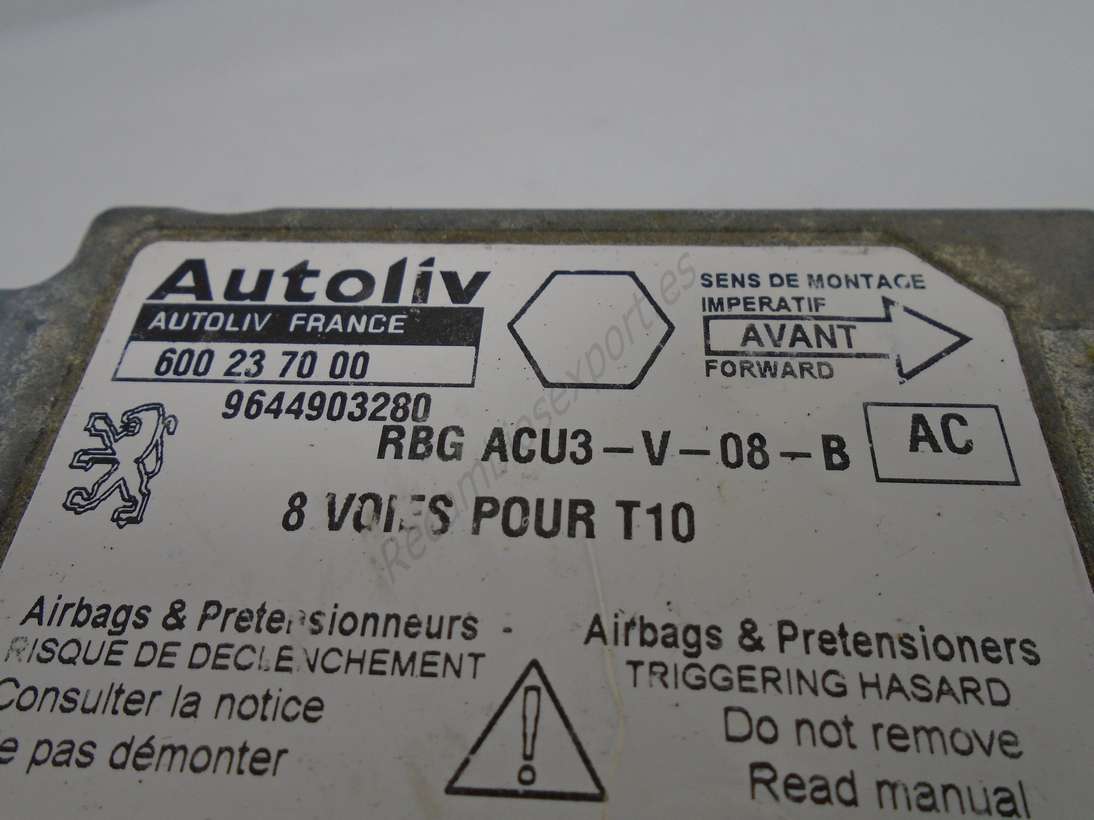 Autoliv
AUTOLIV FRANCE
600 23 70 00
9644903280
SENS DE MONTAGE
IMPERATIF
AVANT
FORWARD
RBG ACU3-V-08-B
AC
8 VOIES POUR T10
Airbags & Pretensionneurs -
RISQUE DE DECLENCHEMENT
Consulter la notice
e pas démonter
Airbags & Pretensioners
TRIGGERING HASARD
Do not remove
Read manual
Recambiosexportes.es